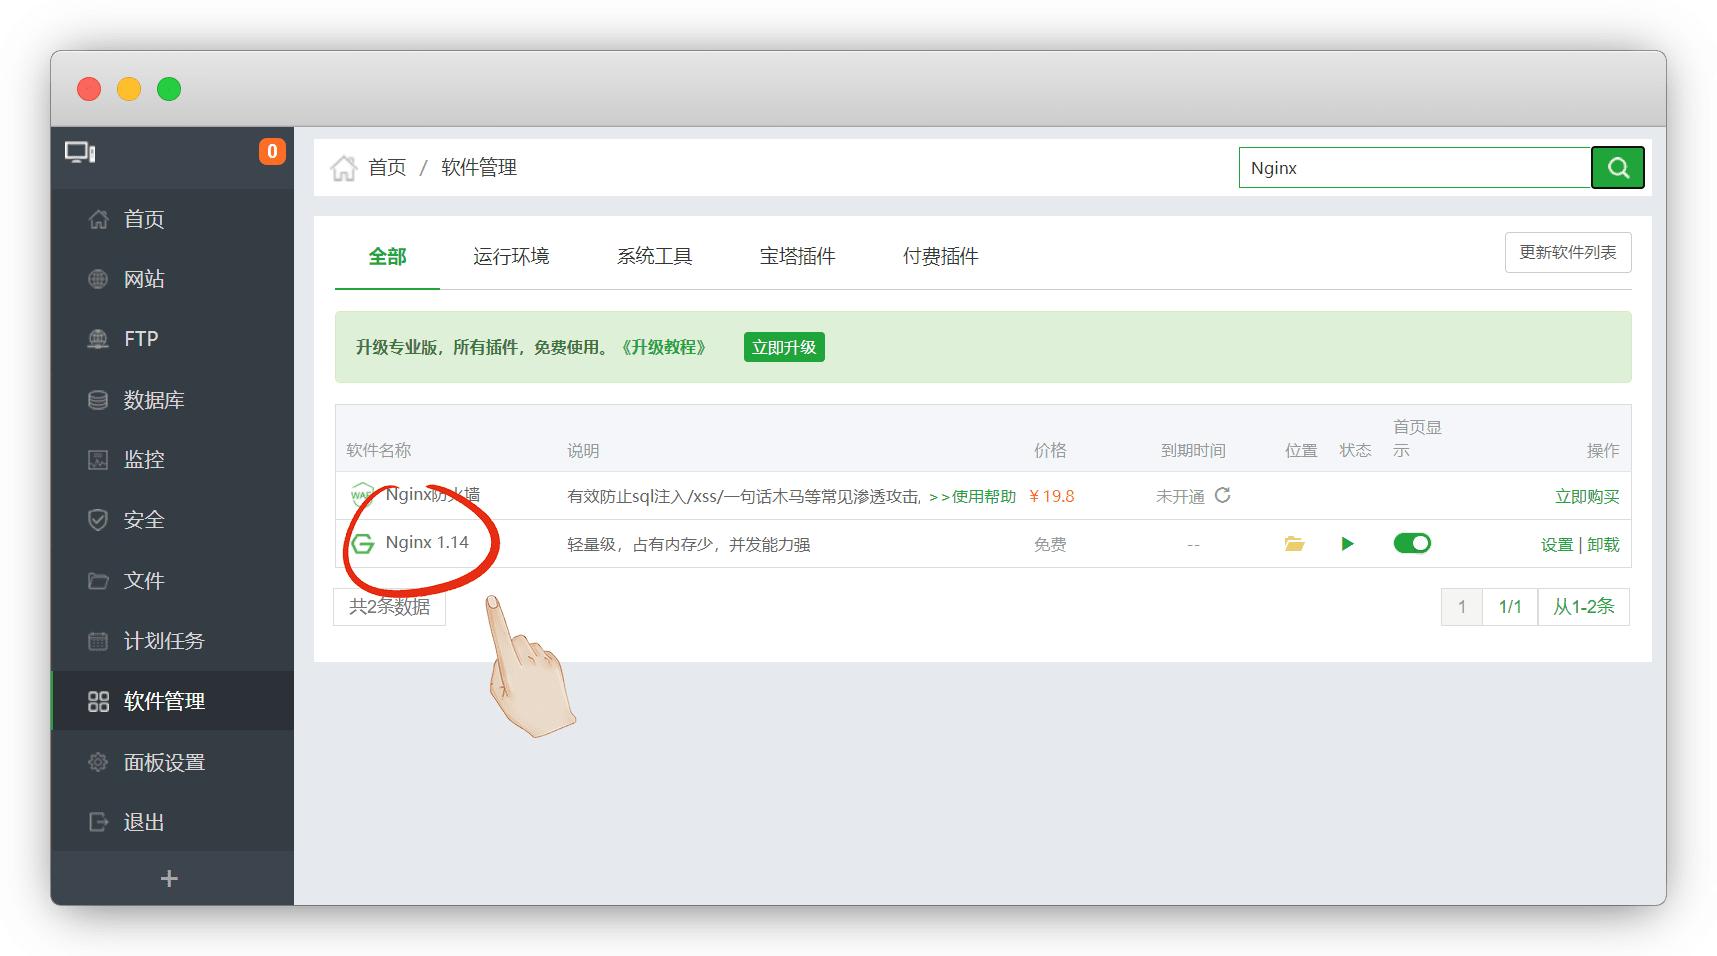 0
首页 / 软件管理
Nginx
首页
网站
FTP
数据库
监控
安全
文件
计划任务
软件管理
面板设置
退出
+
全部 运行环境 系统工具 宝塔插件 付费插件
更新软件列表
升级专业版，所有插件，免费使用。《升级教程》 立即升级
软件名称 说明 价格 到期时间 位置 状态 首页显示 操作
WAF Nginx防火墙 有效防止sql注入/xss/一句话木马等常见渗透攻击, >>使用帮助 ¥19.8 未开通 立即购买
Nginx 1.14 轻量级，占有内存少，并发能力强 免费 -- 设置 | 卸载
共2条数据
1 1/1 从1-2条